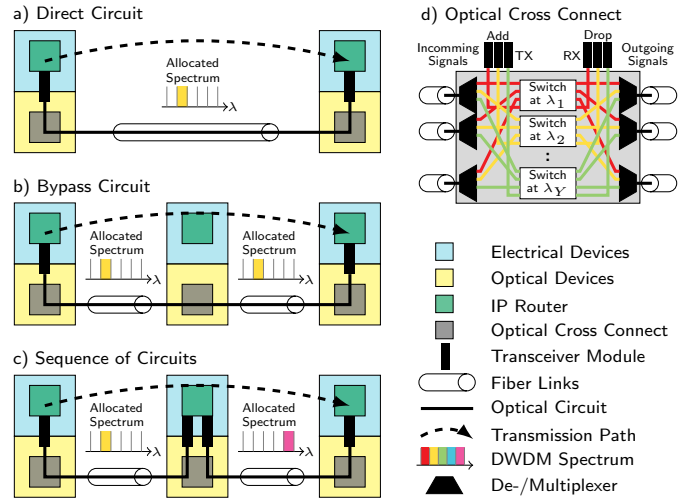 a) Direct Circuit
Allocated
Spectrum
λ
b) Bypass Circuit
Allocated
Spectrum
λ
Allocated
Spectrum
λ
c) Sequence of Circuits
Allocated
Spectrum
λ
Allocated
Spectrum
λ
d) Optical Cross Connect
Incomming
Signals
Add
TX
RX
Drop
Outgoing
Signals
Switch
at λ1
Switch
at λ2
:
Switch
at λY
Electrical Devices
Optical Devices
IP Router
Optical Cross Connect
Transceiver Module
Fiber Links
Optical Circuit
Transmission Path
DWDM Spectrum
De-/Multiplexer